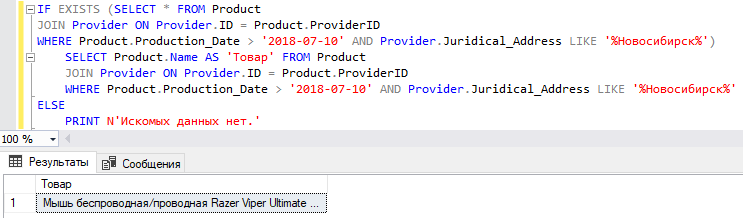 IF EXISTS (SELECT * FROM Product
JOIN Provider ON Provider.ID = Product.ProviderID
WHERE Product.Production_Date > '2018-07-10' AND Provider.Juridical_Address LIKE '%Новосибирск%')
SELECT Product.Name AS 'Товар' FROM Product
JOIN Provider ON Provider.ID = Product.ProviderID
WHERE Product.Production_Date > '2018-07-10' AND Provider.Juridical_Address LIKE '%Новосибирск%'
ELSE
PRINT N'Искомых данных нет.'
100 %
Результаты Сообщения
Товар
1 Мышь беспроводная/проводная Razer Viper Ultimate ...